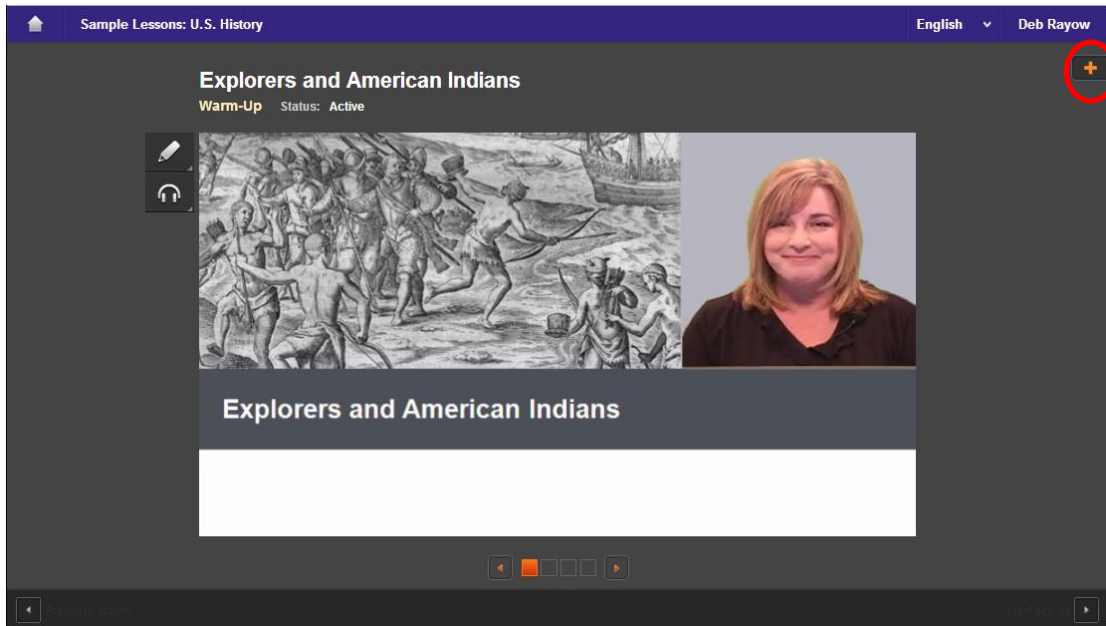 Sample Lessons: U.S. History
English
Deb Rayow
Explorers and American Indians
Warm-Up Status: Active
Explorers and American Indians